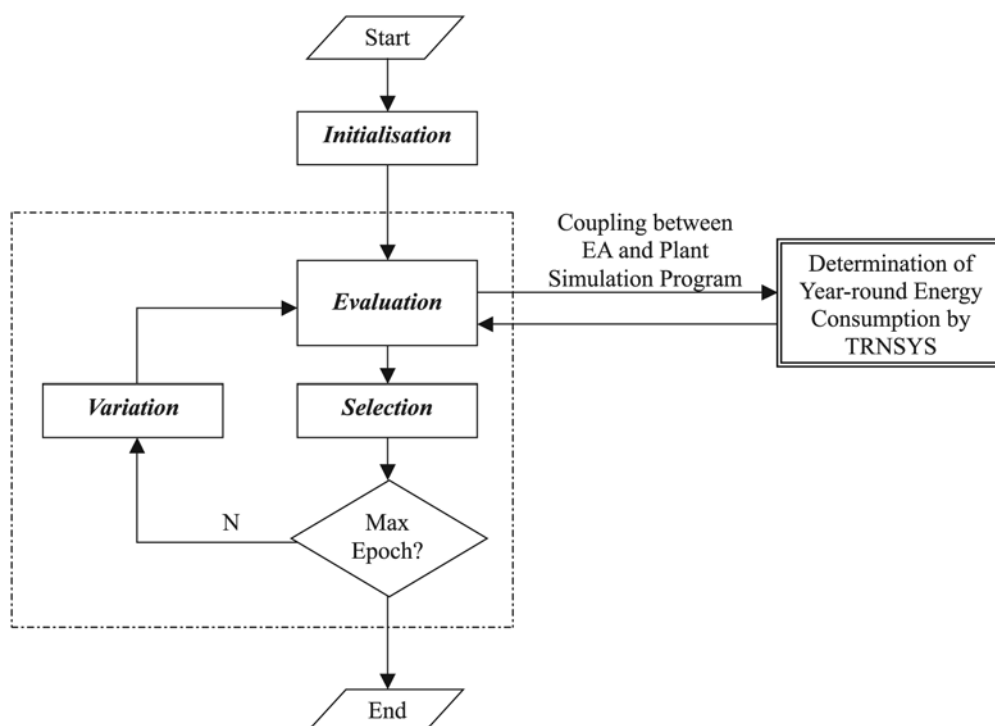 Start
Initialisation
Coupling between
EA and Plant
Simulation Program
Determination of
Year-round Energy
Consumption by
TRNSYS
Evaluation
Variation
Selection
N
Max
Epoch?
End